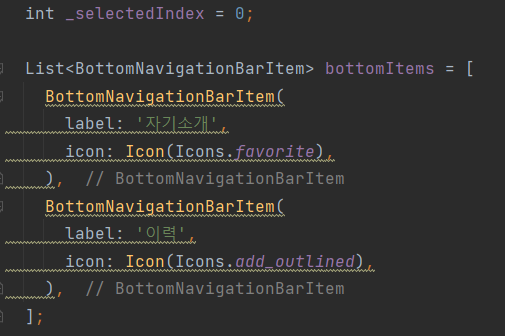 int _selectedIndex = 0;
List<BottomNavigationBarItem> bottomItems = [
BottomNavigationBarItem(
label: '자기소개',
icon: Icon(Icons.favorite),
), // BottomNavigationBarItem
BottomNavigationBarItem(
label: '이력',
icon: Icon(Icons.add_outlined),
), // BottomNavigationBarItem
];